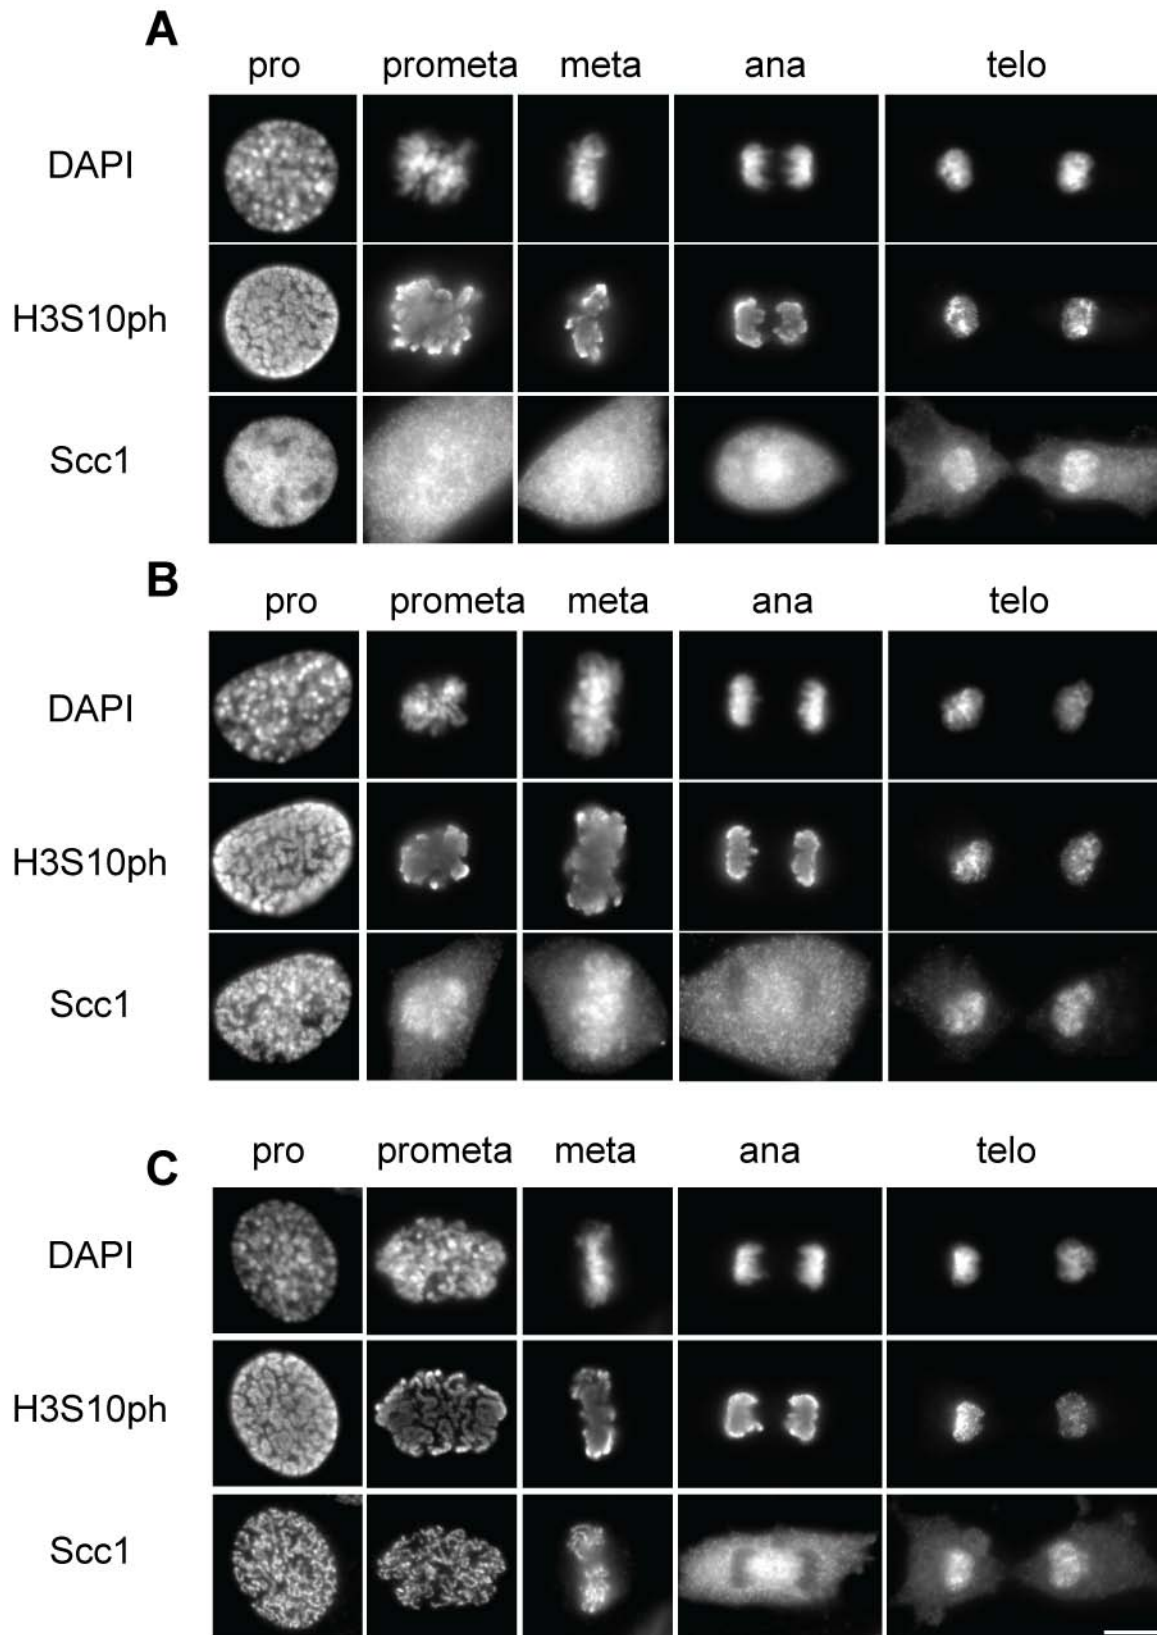 A
pro prometa meta ana telo
DAPI
H3S10ph
Scc1
B
pro prometa meta ana telo
DAPI
H3S10ph
Scc1
C
pro prometa meta ana telo
DAPI
H3S10ph
Scc1